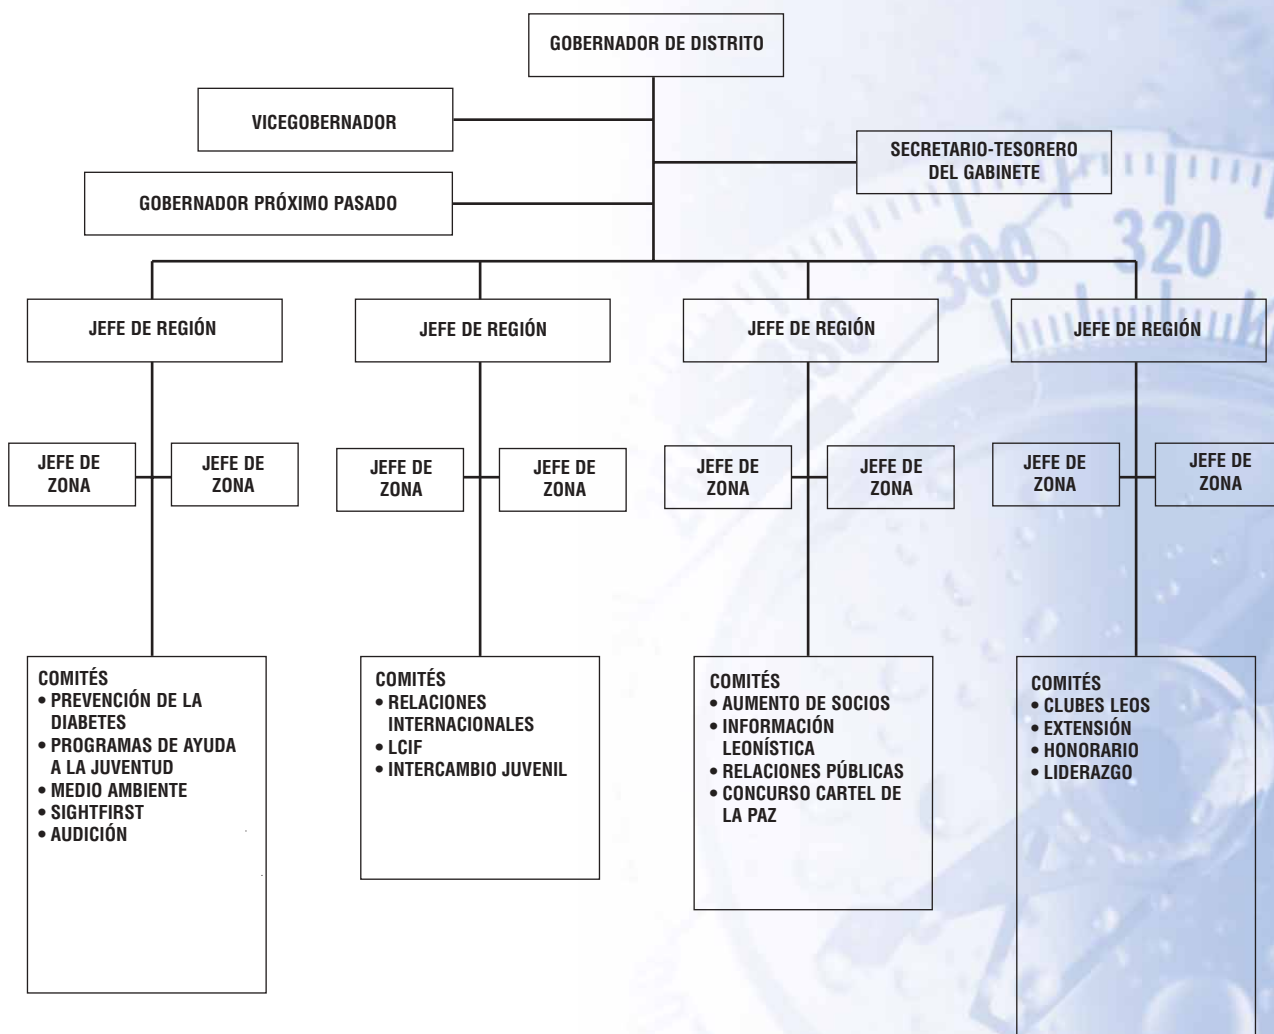 GOBERNADOR DE DISTRITO
VICEGOBERNADOR
SECRETARIO-TESORERO
DEL GABINETE
GOBERNADOR PRÓXIMO PASADO
JEFE DE REGIÓN
JEFE DE REGIÓN
JEFE DE REGIÓN
JEFE DE REGIÓN
JEFE DE
ZONA
JEFE DE
ZONA
JEFE DE
ZONA
JEFE DE
ZONA
JEFE DE
ZONA
JEFE DE
ZONA
JEFE DE
ZONA
JEFE DE
ZONA
COMITÉS
• PREVENCIÓN DE LA
DIABETES
• PROGRAMAS DE AYUDA
A LA JUVENTUD
• MEDIO AMBIENTE
• SIGHTFIRST
• AUDICIÓN
COMITÉS
• RELACIONES
INTERNACIONALES
• LCIF
• INTERCAMBIO JUVENIL
COMITÉS
• AUMENTO DE SOCIOS
• INFORMACIÓN
LEONÍSTICA
• RELACIONES PÚBLICAS
• CONCURSO CARTEL DE
LA PAZ
COMITÉS
• CLUBES LEOS
• EXTENSIÓN
• HONORARIO
• LIDERAZGO
280
300
320